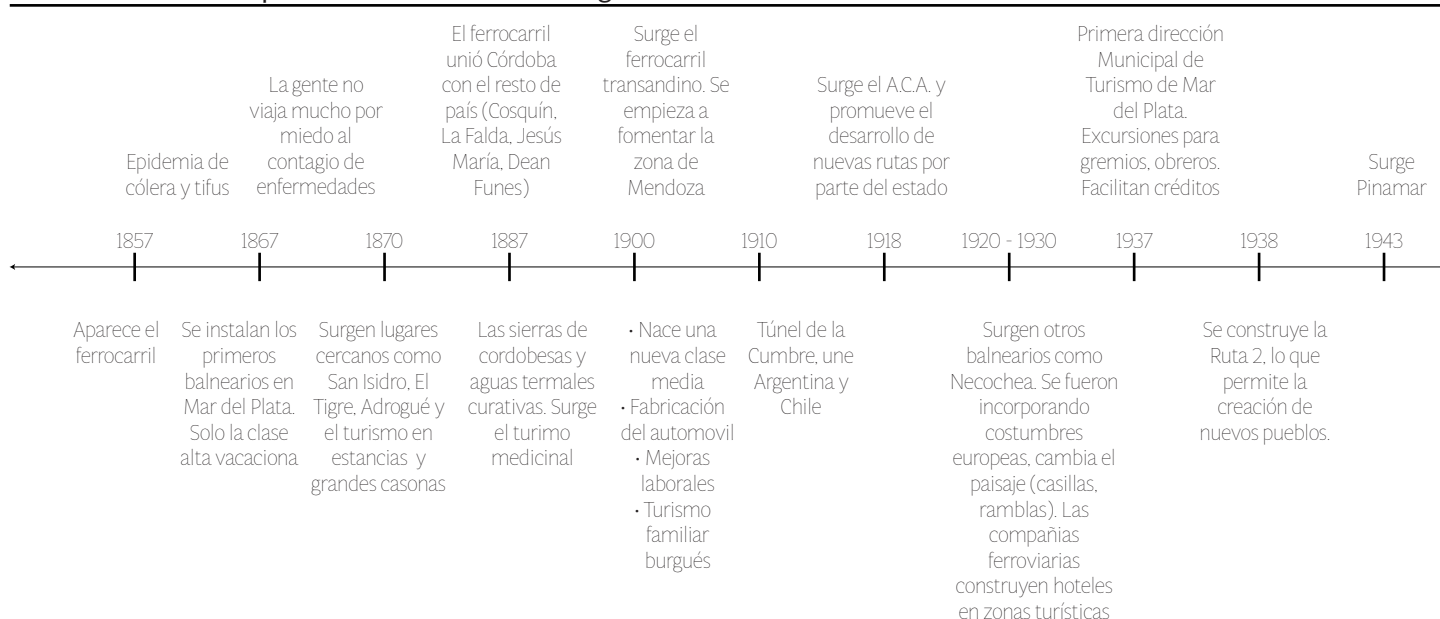 Epidemia de
cólera y tifus
La gente no
viaja mucho por
miedo al
contagio de
enfermedades
El ferrocarril
unió Córdoba
con el resto de
país (Cosquín,
La Falda, Jesús
María, Dean
Funes)
Surge el
ferrocarril
transandino. Se
empieza a
fomentar la
zona de
Mendoza
Surge el A.C.A. y
promueve el
desarrollo de
nuevas rutas por
parte del estado
Primera dirección
Municipal de
Turismo de Mar
del Plata.
Excursiones para
gremios, obreros.
Facilitan créditos
Surge
Pinamar
1857
1867
1870
1887
1900
1910
1918
1920 - 1930
1937
1938
1943
Aparece el
ferrocarril
Se instalan los
primeros
balnearios en
Mar del Plata.
Solo la clase
alta vacaciona
Surgen lugares
cercanos como
San Isidro, El
Tigre, Adrogué y
el turismo en
estancias y
grandes casonas
Las sierras de
cordobesas y
aguas termales
curativas. Surge
el turimo
medicinal
• Nace una
nueva clase
media
• Fabricación
del automovil
• Mejoras
laborales
• Turismo
familiar
burgués
Túnel de la
Cumbre, une
Argentina y
Chile
Surgen otros
balnearios como
Necochea. Se fueron
incorporando
costumbres
europeas, cambia el
paisaje (casillas,
ramblas). Las
compañias
ferroviarias
construyen hoteles
en zonas turísticas
Se construye la
Ruta 2, lo que
permite la
creación de
nuevos pueblos.